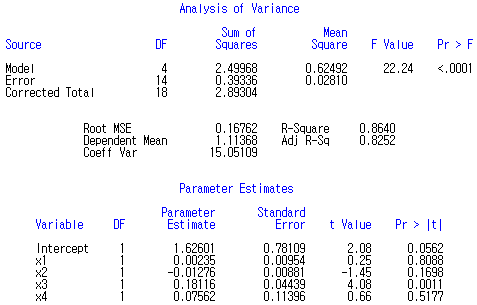 Analysis of Variance
Sum of Mean
Source DF Squares Square F Value Pr > F
Model 4 2.49968 0.62492 22.24 <.0001
Error 14 0.39336 0.02810
Corrected Total 18 2.89304
Root MSE 0.16762 R-Square 0.8640
Dependent Mean 1.11368 Adj R-Sq 0.8252
Coeff Var 15.05109
Parameter Estimates
Parameter Standard
Variable DF Estimate Error t Value Pr > |t|
Intercept 1 1.62601 0.78109 2.08 0.0562
x1 1 0.00235 0.00954 0.25 0.8088
x2 1 -0.01276 0.00881 -1.45 0.1698
x3 1 0.18116 0.04439 4.08 0.0011
x4 1 0.07562 0.11396 0.66 0.5177